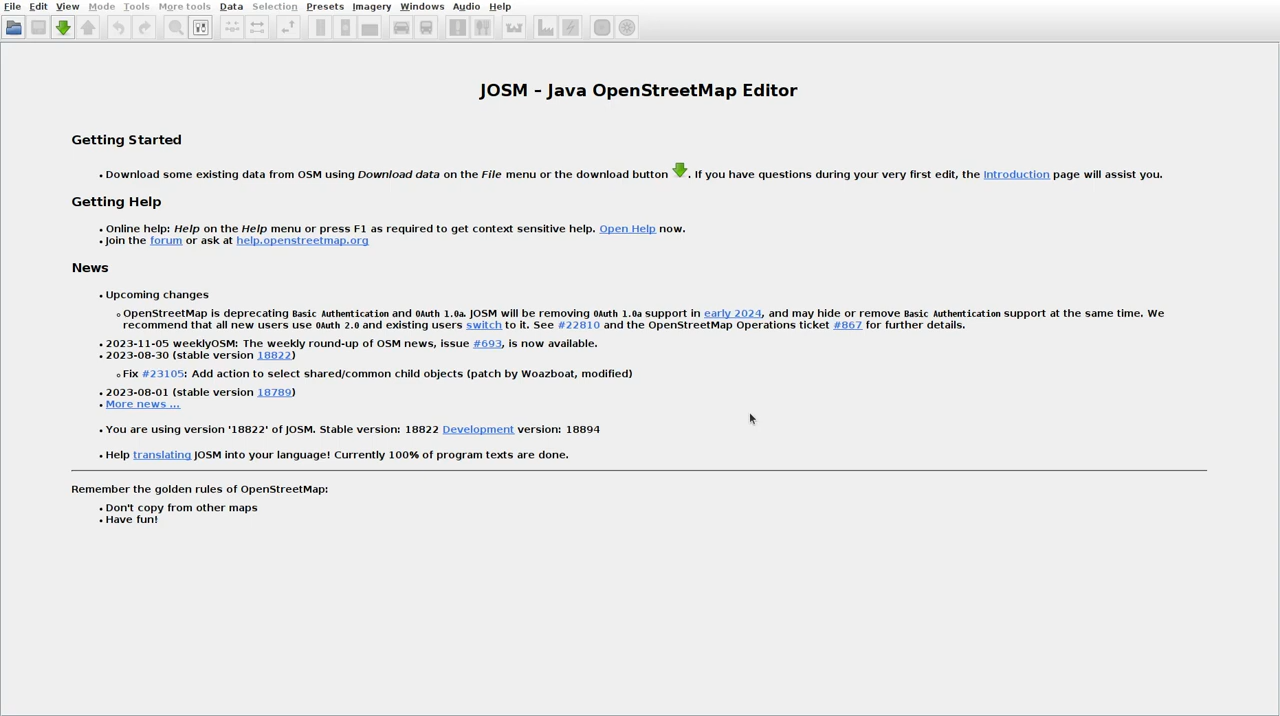 File Edit View Mode Tools More tools Data Selection Presets Imagery Windows Audio Help
JOSM – Java OpenStreetMap Editor
Getting Started
• Download some existing data from OSM using Download data on the File menu or the download button . If you have questions during your very first edit, the Introduction page will assist you.
Getting Help
• Online help: Help on the Help menu or press F1 as required to get context sensitive help. Open Help now.
• Join the forum or ask at help.openstreetmap.org
News
• Upcoming changes
◦ OpenStreetMap is deprecating Basic Authentication and OAuth 1.0a. JOSM will be removing OAuth 1.0a support in early 2024, and may hide or remove Basic Authentication support at the same time. We
recommend that all new users use OAuth 2.0 and existing users switch to it. See #22810 and the OpenStreetMap Operations ticket #867 for further details.
• 2023-11-05 weeklyOSM: The weekly round-up of OSM news, issue #693, is now available.
• 2023-08-30 (stable version 18822)
◦ Fix #23105: Add action to select shared/common child objects (patch by Woazboat, modified)
• 2023-08-01 (stable version 18789)
• More news ...
• You are using version '18822' of JOSM. Stable version: 18822 Development version: 18894
• Help translating JOSM into your language! Currently 100% of program texts are done.
Remember the golden rules of OpenStreetMap:
• Don't copy from other maps
• Have fun!